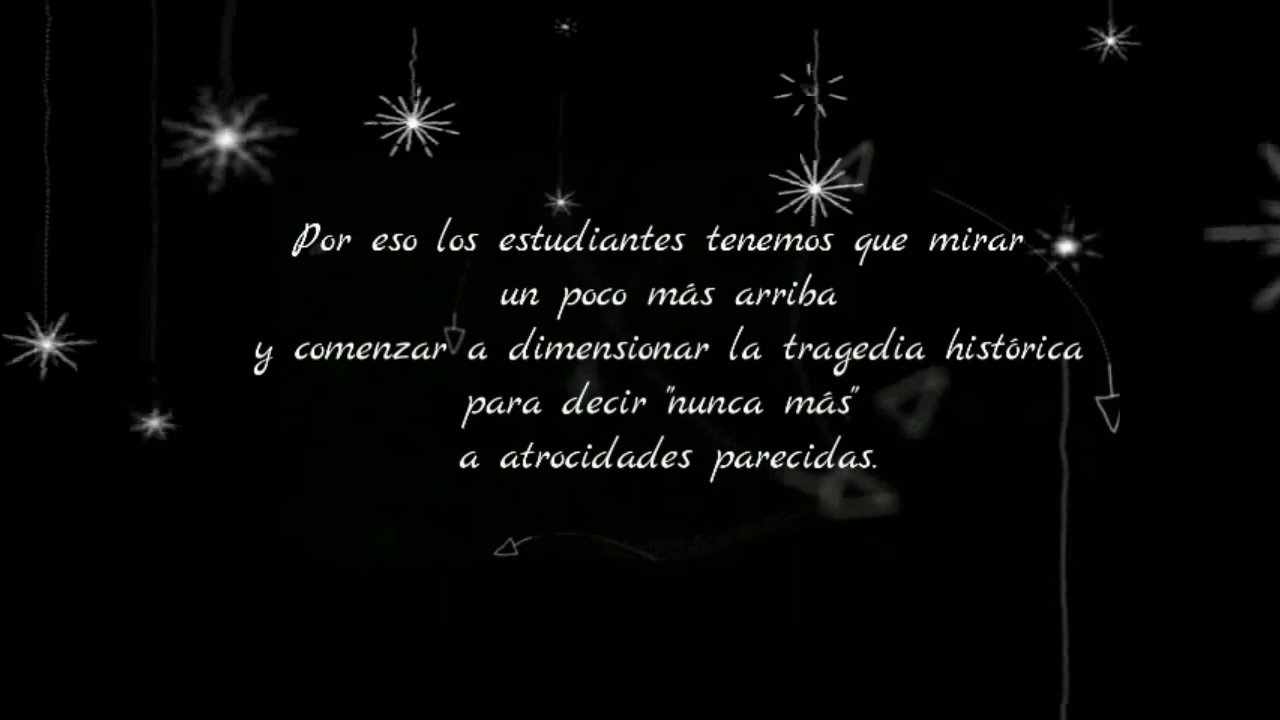 Por eso los estudiantes tenemos que mirar
un poco más arriba
y comenzar a dimensionar la tragedia histórica
para decir "nunca más"
a atrocidades parecidas.